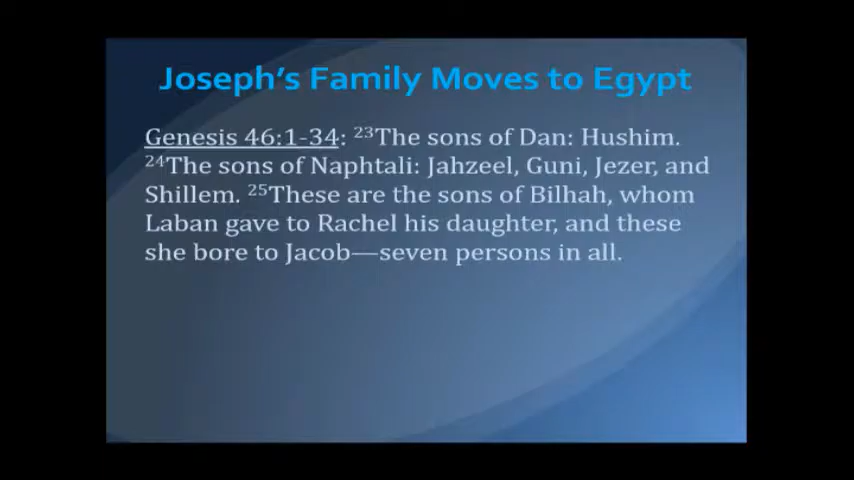 Joseph's Family Moves to Egypt
Genesis 46:1-34: 23The sons of Dan: Hushim.
24The sons of Naphtali: Jahzeel, Guni, Jezer, and
Shillem. 25These are the sons of Bilhah, whom
Laban gave to Rachel his daughter, and these
she bore to Jacob—seven persons in all.